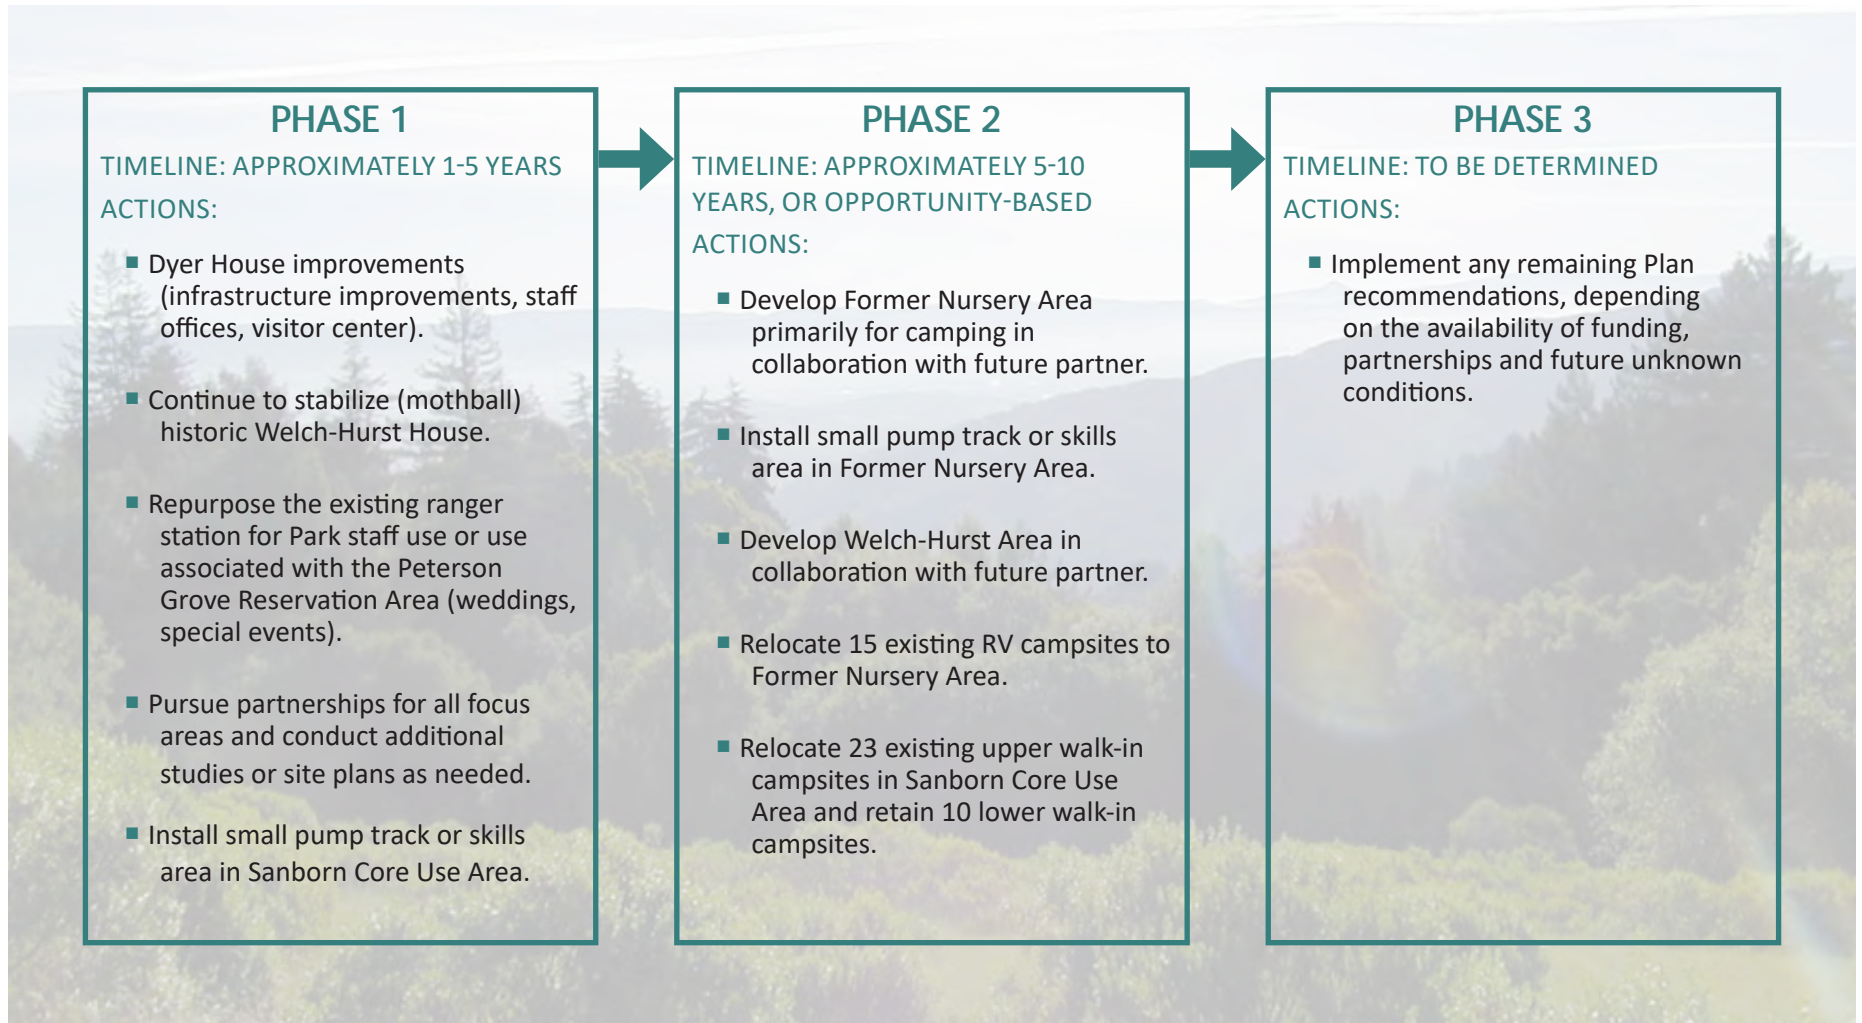 PHASE 1
TIMELINE: APPROXIMATELY 1-5 YEARS
ACTIONS:
■ Dyer House improvements
(infrastructure improvements, staff
offices, visitor center).
■ Continue to stabilize (mothball)
historic Welch-Hurst House.
■ Repurpose the existing ranger
station for Park staff use or use
associated with the Peterson
Grove Reservation Area (weddings,
special events).
■ Pursue partnerships for all focus
areas and conduct additional
studies or site plans as needed.
■ Install small pump track or skills
area in Sanborn Core Use Area.
PHASE 2
TIMELINE: APPROXIMATELY 5-10
YEARS, OR OPPORTUNITY-BASED
ACTIONS:
■ Develop Former Nursery Area
primarily for camping in
collaboration with future partner.
■ Install small pump track or skills
area in Former Nursery Area.
■ Develop Welch-Hurst Area in
collaboration with future partner.
■ Relocate 15 existing RV campsites to
Former Nursery Area.
■ Relocate 23 existing upper walk-in
campsites in Sanborn Core Use
Area and retain 10 lower walk-in
campsites.
PHASE 3
TIMELINE: TO BE DETERMINED
ACTIONS:
■ Implement any remaining Plan
recommendations, depending
on the availability of funding,
partnerships and future unknown
conditions.